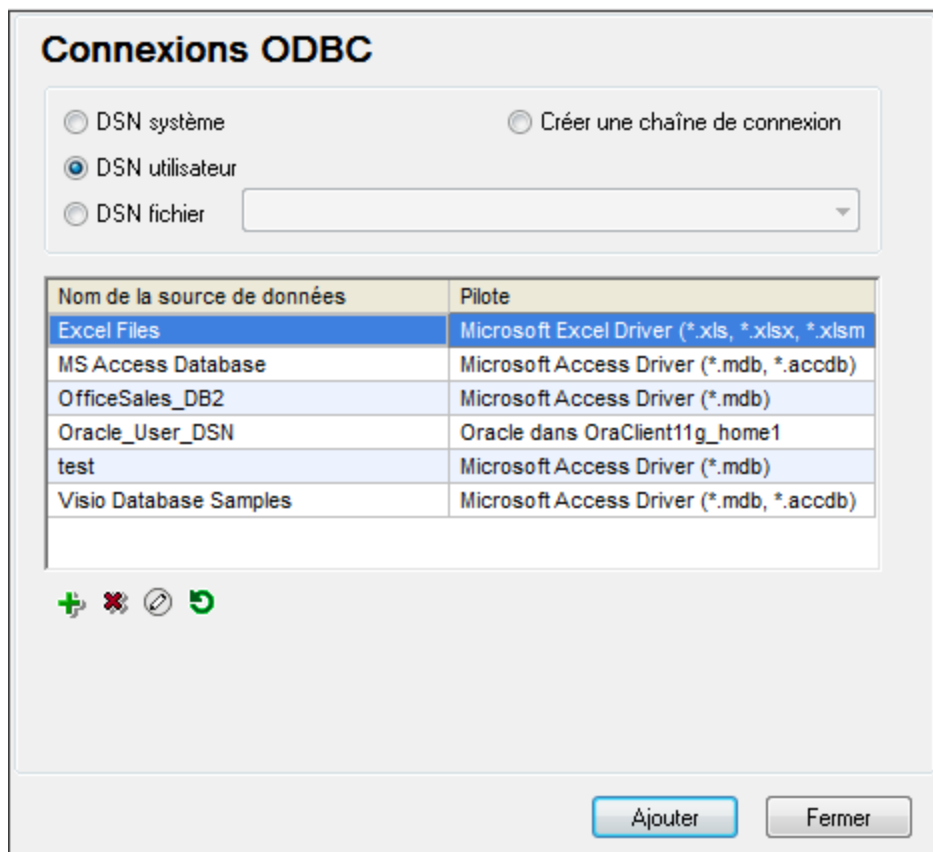 Connexions ODBC
DSN système
Créer une chaîne de connexion
DSN utilisateur
DSN fichier
Nom de la source de données Pilote
Excel Files Microsoft Excel Driver (*.xls, *.xlsx, *.xlsm
MS Access Database Microsoft Access Driver (*.mdb, *.accdb)
OfficeSales_DB2 Microsoft Access Driver (*.mdb)
Oracle_User_DSN Oracle dans OraClient11g_home1
test Microsoft Access Driver (*.mdb)
Visio Database Samples Microsoft Access Driver (*.mdb, *.accdb)
Ajouter Fermer